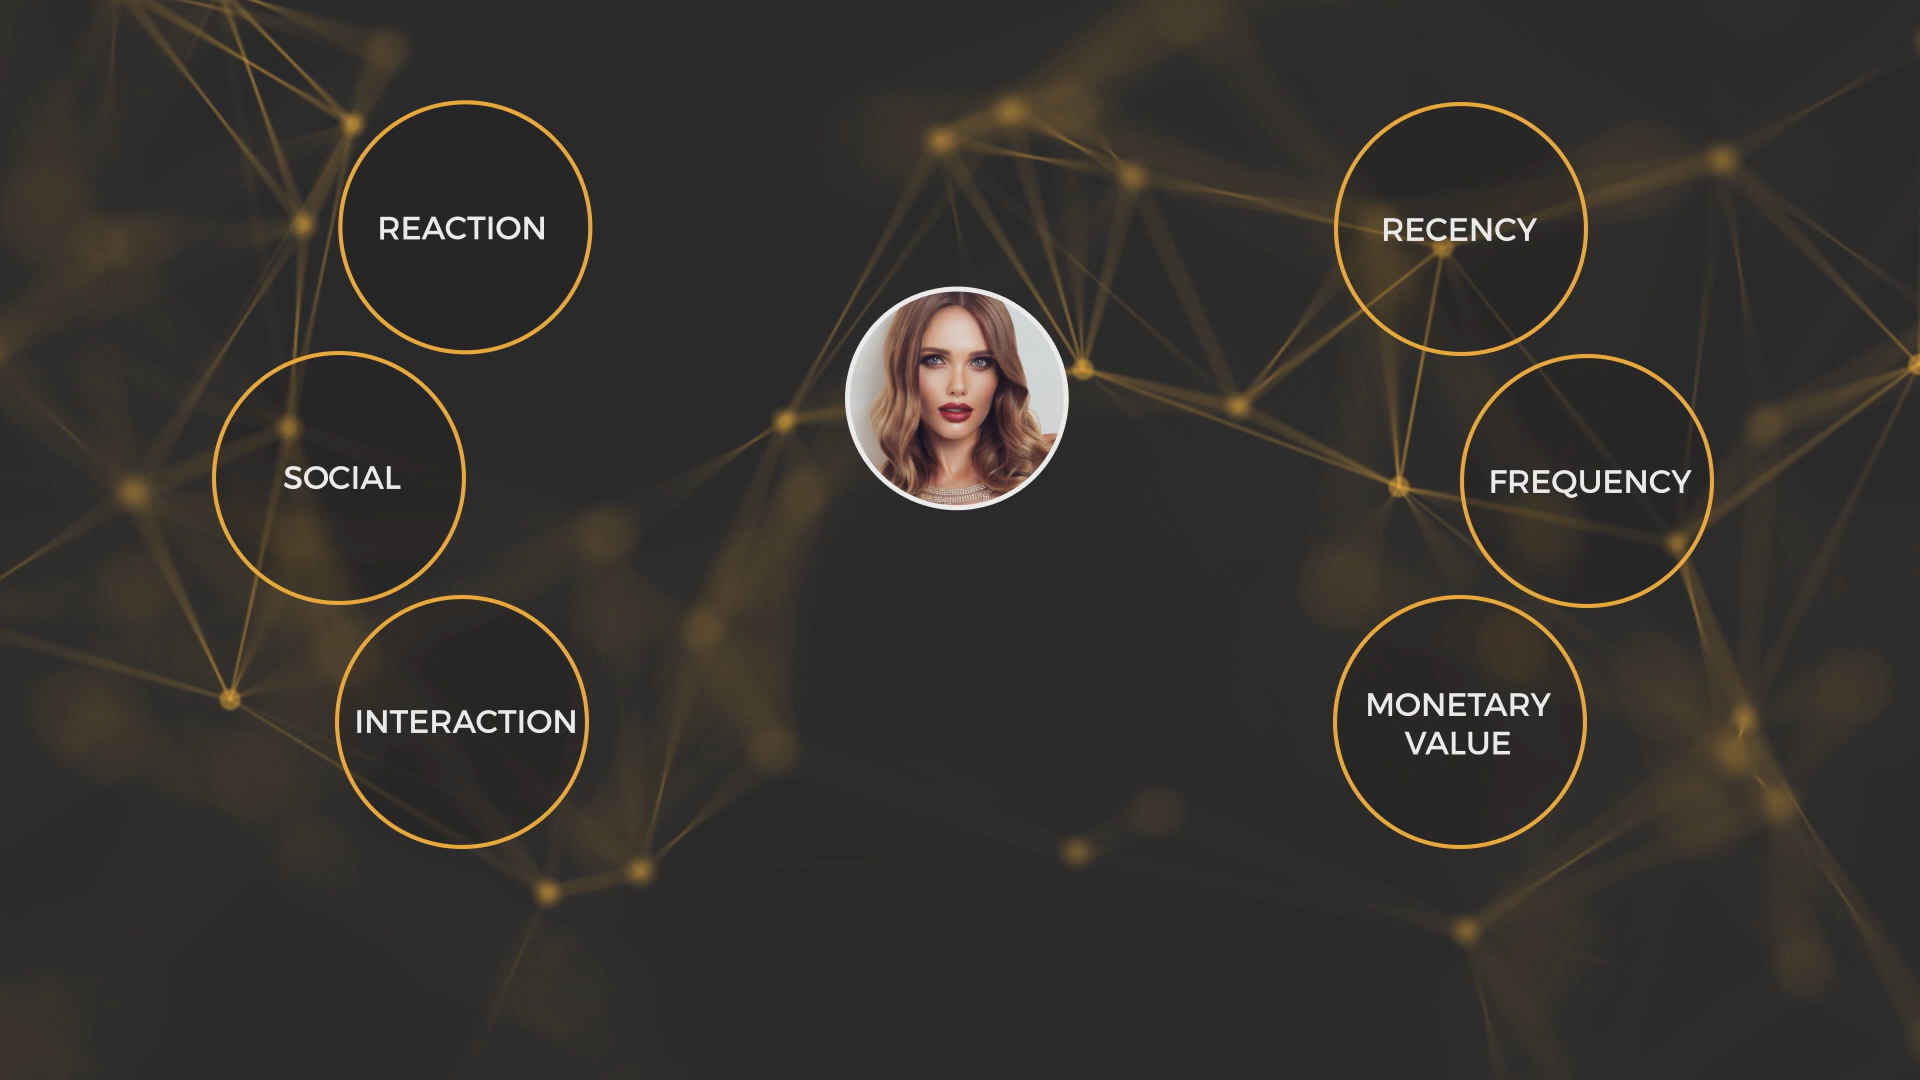 REACTION
SOCIAL
INTERACTION
RECENCY
FREQUENCY
MONETARY
VALUE